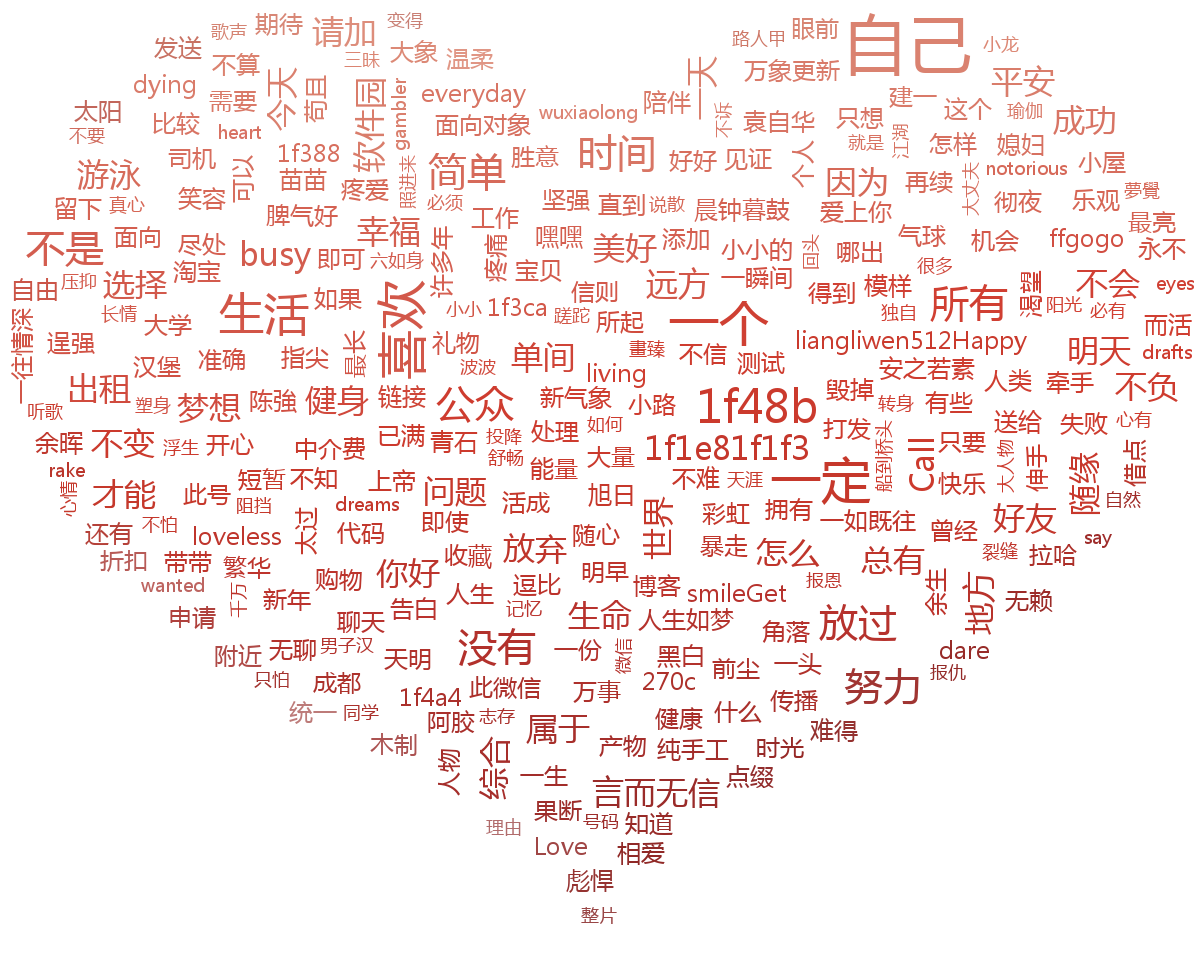 歌声 期待 请加 变得 路人甲 眼前 自己 小龙
发送 不算 三昧 大象 温柔 一天 万象更新 平安
dying 需要 今天 苟且 软件园 gambler everyday wuxiaolong 陪伴 不诉 袁自华 只想 建一 这个 瑜伽 成功
太阳 不要 比较 heart 1f388 面向对象 胜意 时间 好好 见证 个人 就是 江湖 怎样 媳妇 小屋
游泳 司机 可以 苗苗 疼爱 照进来 简单 因为 再续 大丈夫 notorious
留下 真心 笑容 脾气好 必须 工作 坚强 直到 说散 晨钟暮鼓 爱上你 彻夜 乐观 夢覺
不是 面向 尽处 busy 即可 幸福 许多年 疼痛 嘿嘿 美好 添加 小小的 回头 哪出 气球 机会 ffgogo 最亮 永不
自由 压抑 选择 淘宝 六如身 宝贝 信则 远方 一瞬间 得到 模样 很多 渴望 不会 eyes
一往情深 长情 大学 生活 如果 喜欢 小小 1f3ca 蹉跎 所起 一个 独自 所有 阳光 必有 而活
逞强 汉堡 准确 指尖 最长 礼物 波波 单间 畫臻 不信 测试 liangliwen512Happy 明天 drafts
听歌 出租 塑身 梦想 陈強 健身 链接 公众 living 新气象 小路 1f48b 毁掉 安之若素 转身 有些 人类 牵手 不负
余晖 不变 浮生 开心 中介费 已满 青石 投降 舒畅 处理 如何 1f1e81f1f3 打发 船到桥头 Call 只要 送给 失败 心有
rake 心情 才能 此号 短暂 不知 上帝 问题 能量 大量 不难 天涯 一定 快乐 大人物 伸手 随缘 借点 自然
还有 不怕 阻挡 loveless 太过 dreams 代码 即使 活成 旭日 世界 彩虹 拥有 一如既往 曾经 好友 say
折扣 带带 繁华 收藏 放弃 随心 暴走 怎么 总有 裂缝 拉哈
wanted 千万 新年 购物 你好 逗比 明早 博客 smileGet 报恩 余生 地方 无赖
申请 聊天 告白 人生 记忆 生命 人生如梦 角落 放过
附近 无聊 男子汉 天明 没有 一份 微信 黑白 前尘 一头 dare
只怕 成都 1f4a4 此微信 万事 270c 传播 努力 报仇
统一 同学 阿胶 志存 属于 健康 什么 难得
木制 人物 综合 产物 纯手工 时光
一生 言而无信 点缀
理由 果断 号码 知道
Love 相爱
彪悍
整片